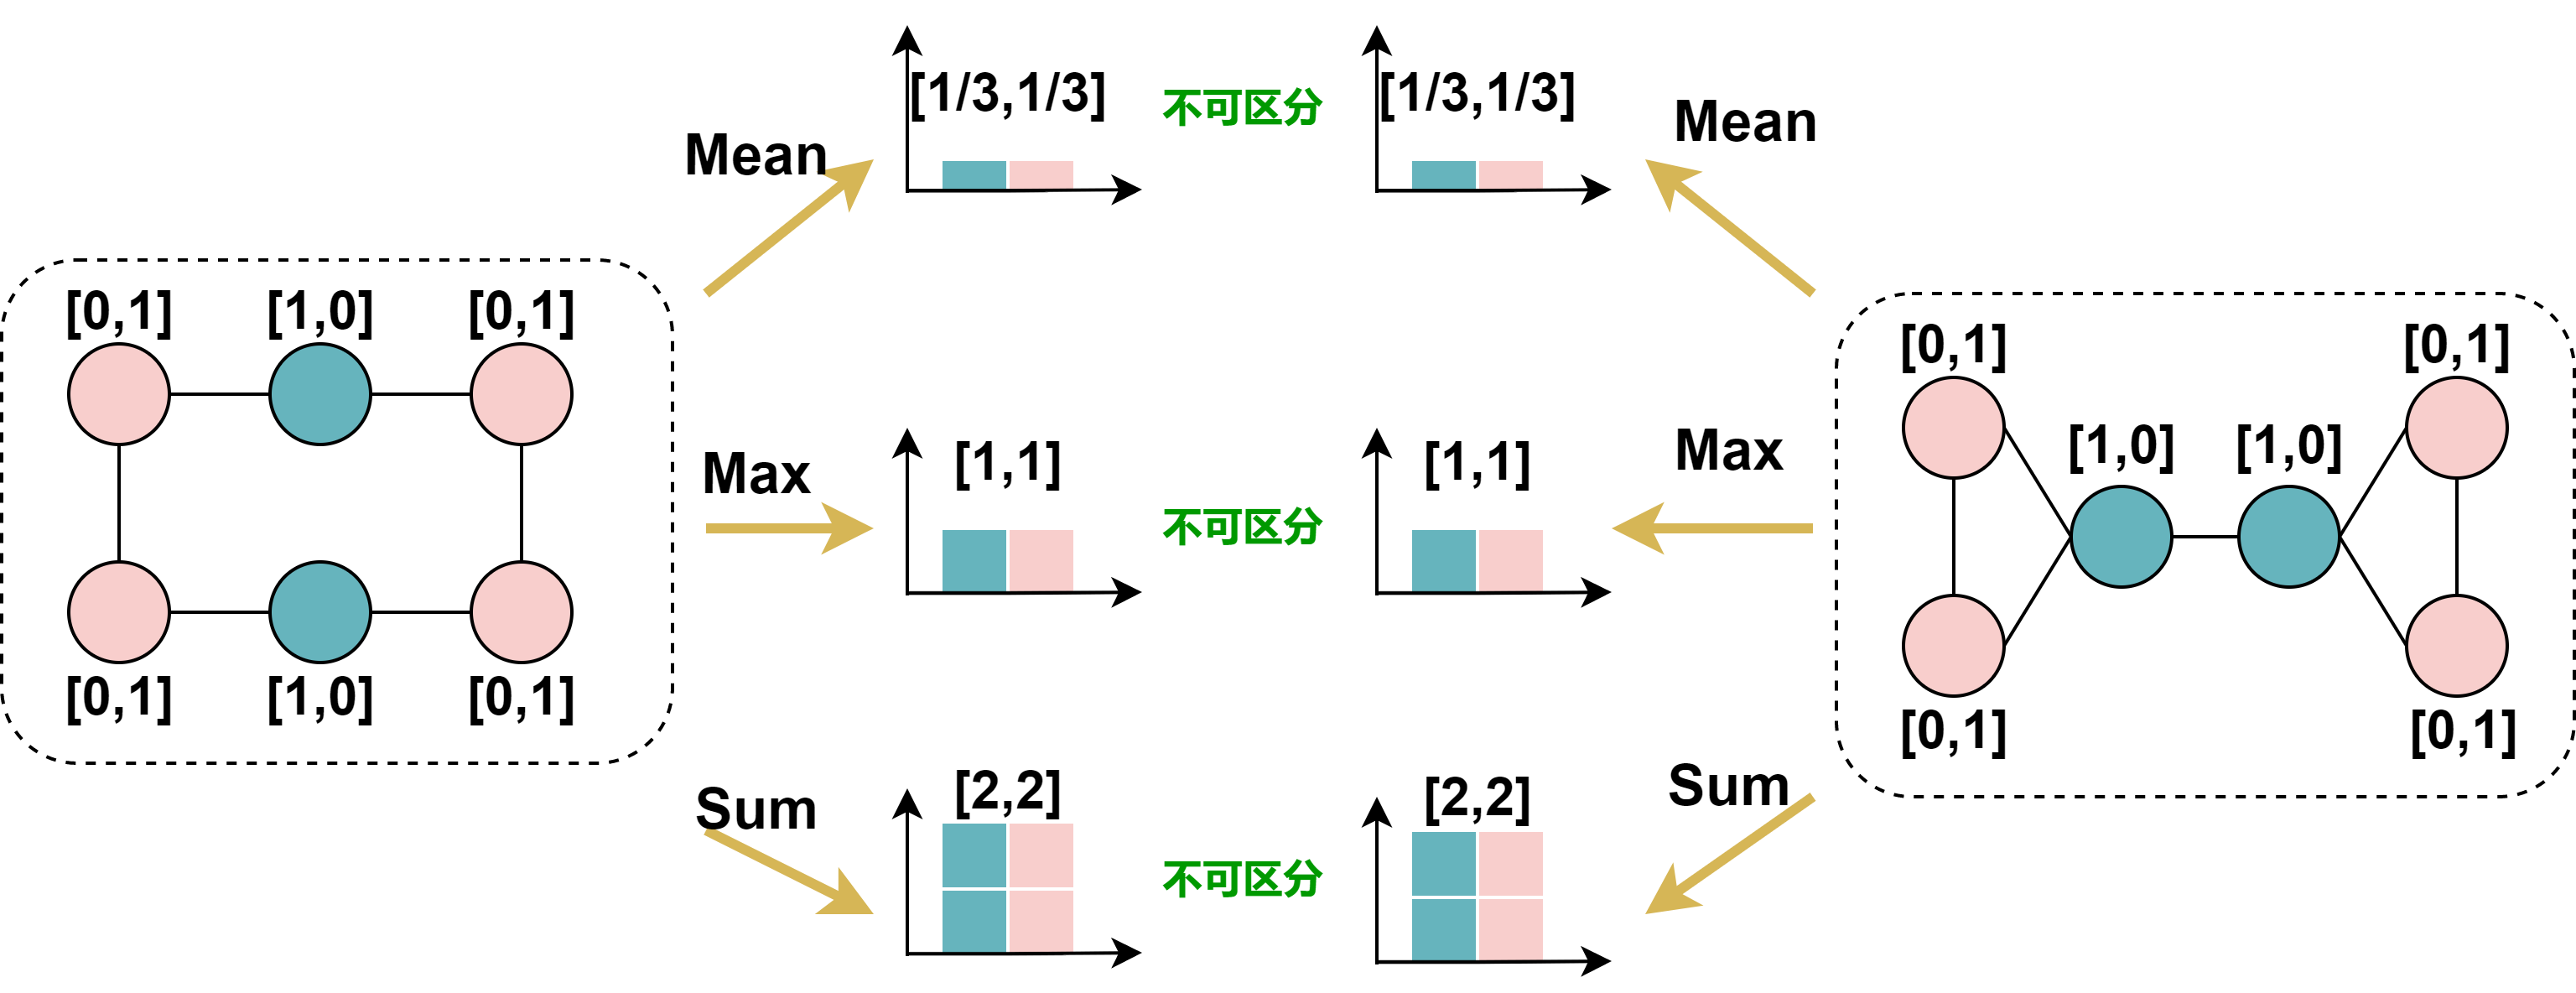 [1/3,1/3]
不可区分
[1/3,1/3]
Mean
Mean
[0,1]
[1,0]
[0,1]
[0,1]
[1,0]
[0,1]
Max
[1,1]
不可区分
[1,1]
Max
[0,1]
[0,1]
[1,0]
[1,0]
[0,1]
[0,1]
Sum
[2,2]
不可区分
[2,2]
Sum